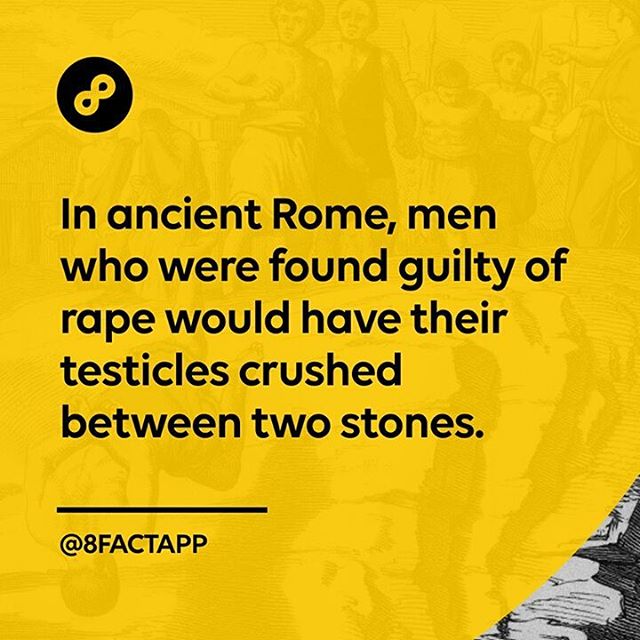 In ancient Rome, men
who were found guilty of
rape would have their
testicles crushed
between two stones.
@8FACTAPP